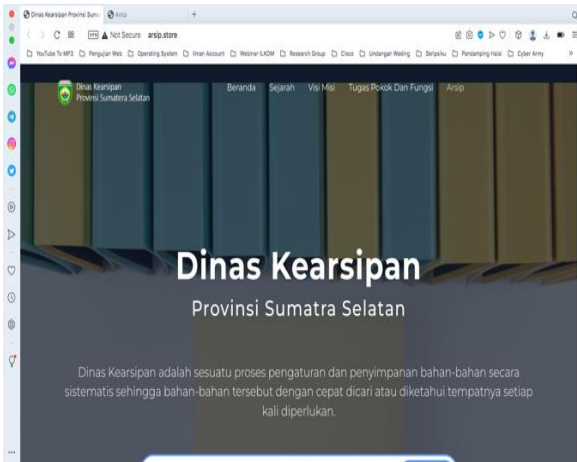 Dinas Kearsipan Provinsi Suma
Arsip
Not Secure arsip.store
YouTube To MP3 Pengujian Web Operating System Iman Account Webinar ILKOM Research Group Cisco Undangan Weding Skripsiku Pendamping Halal Cyber Army
Dinas Kearsipan
Provinsi Sumatera Selatan
Beranda Sejarah Visi Misi Tugas Pokok Dan Fungsi Arsip
Dinas Kearsipan
Provinsi Sumatra Selatan
Dinas Kearsipan adalah sesuatu proses pengaturan dan penyimpanan bahan-bahan secara
sistematis sehingga bahan-bahan tersebut dengan cepat dicari atau diketahui tempatnya setiap
kali diperlukan.